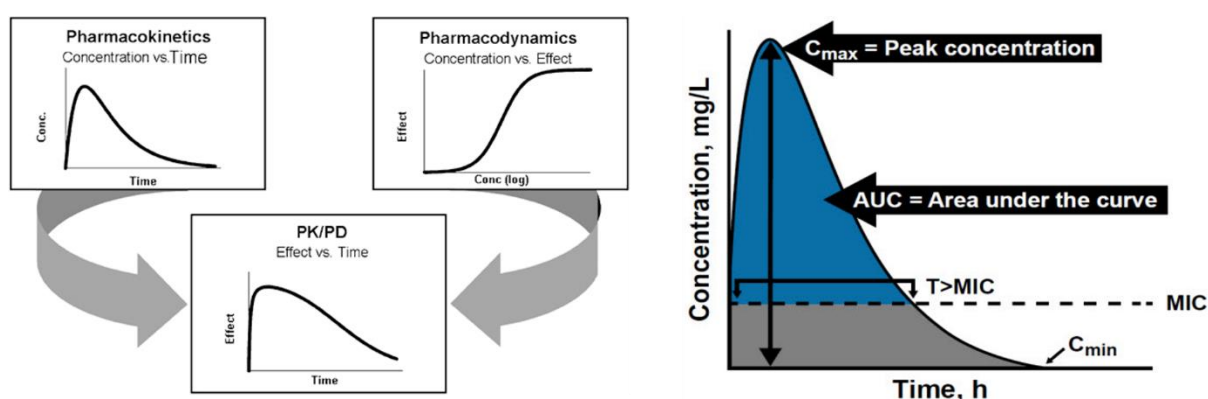 Pharmacokinetics
Concentration vs.Time
Conc.
Time
Pharmacodynamics
Concentration vs. Effect
Effect
Conc (log)
PK/PD
Effect vs. Time
Effect
Time
Concentration, mg/L
Cmax = Peak concentration
AUC = Area under the curve
T>MIC
MIC
Cmin
Time, h